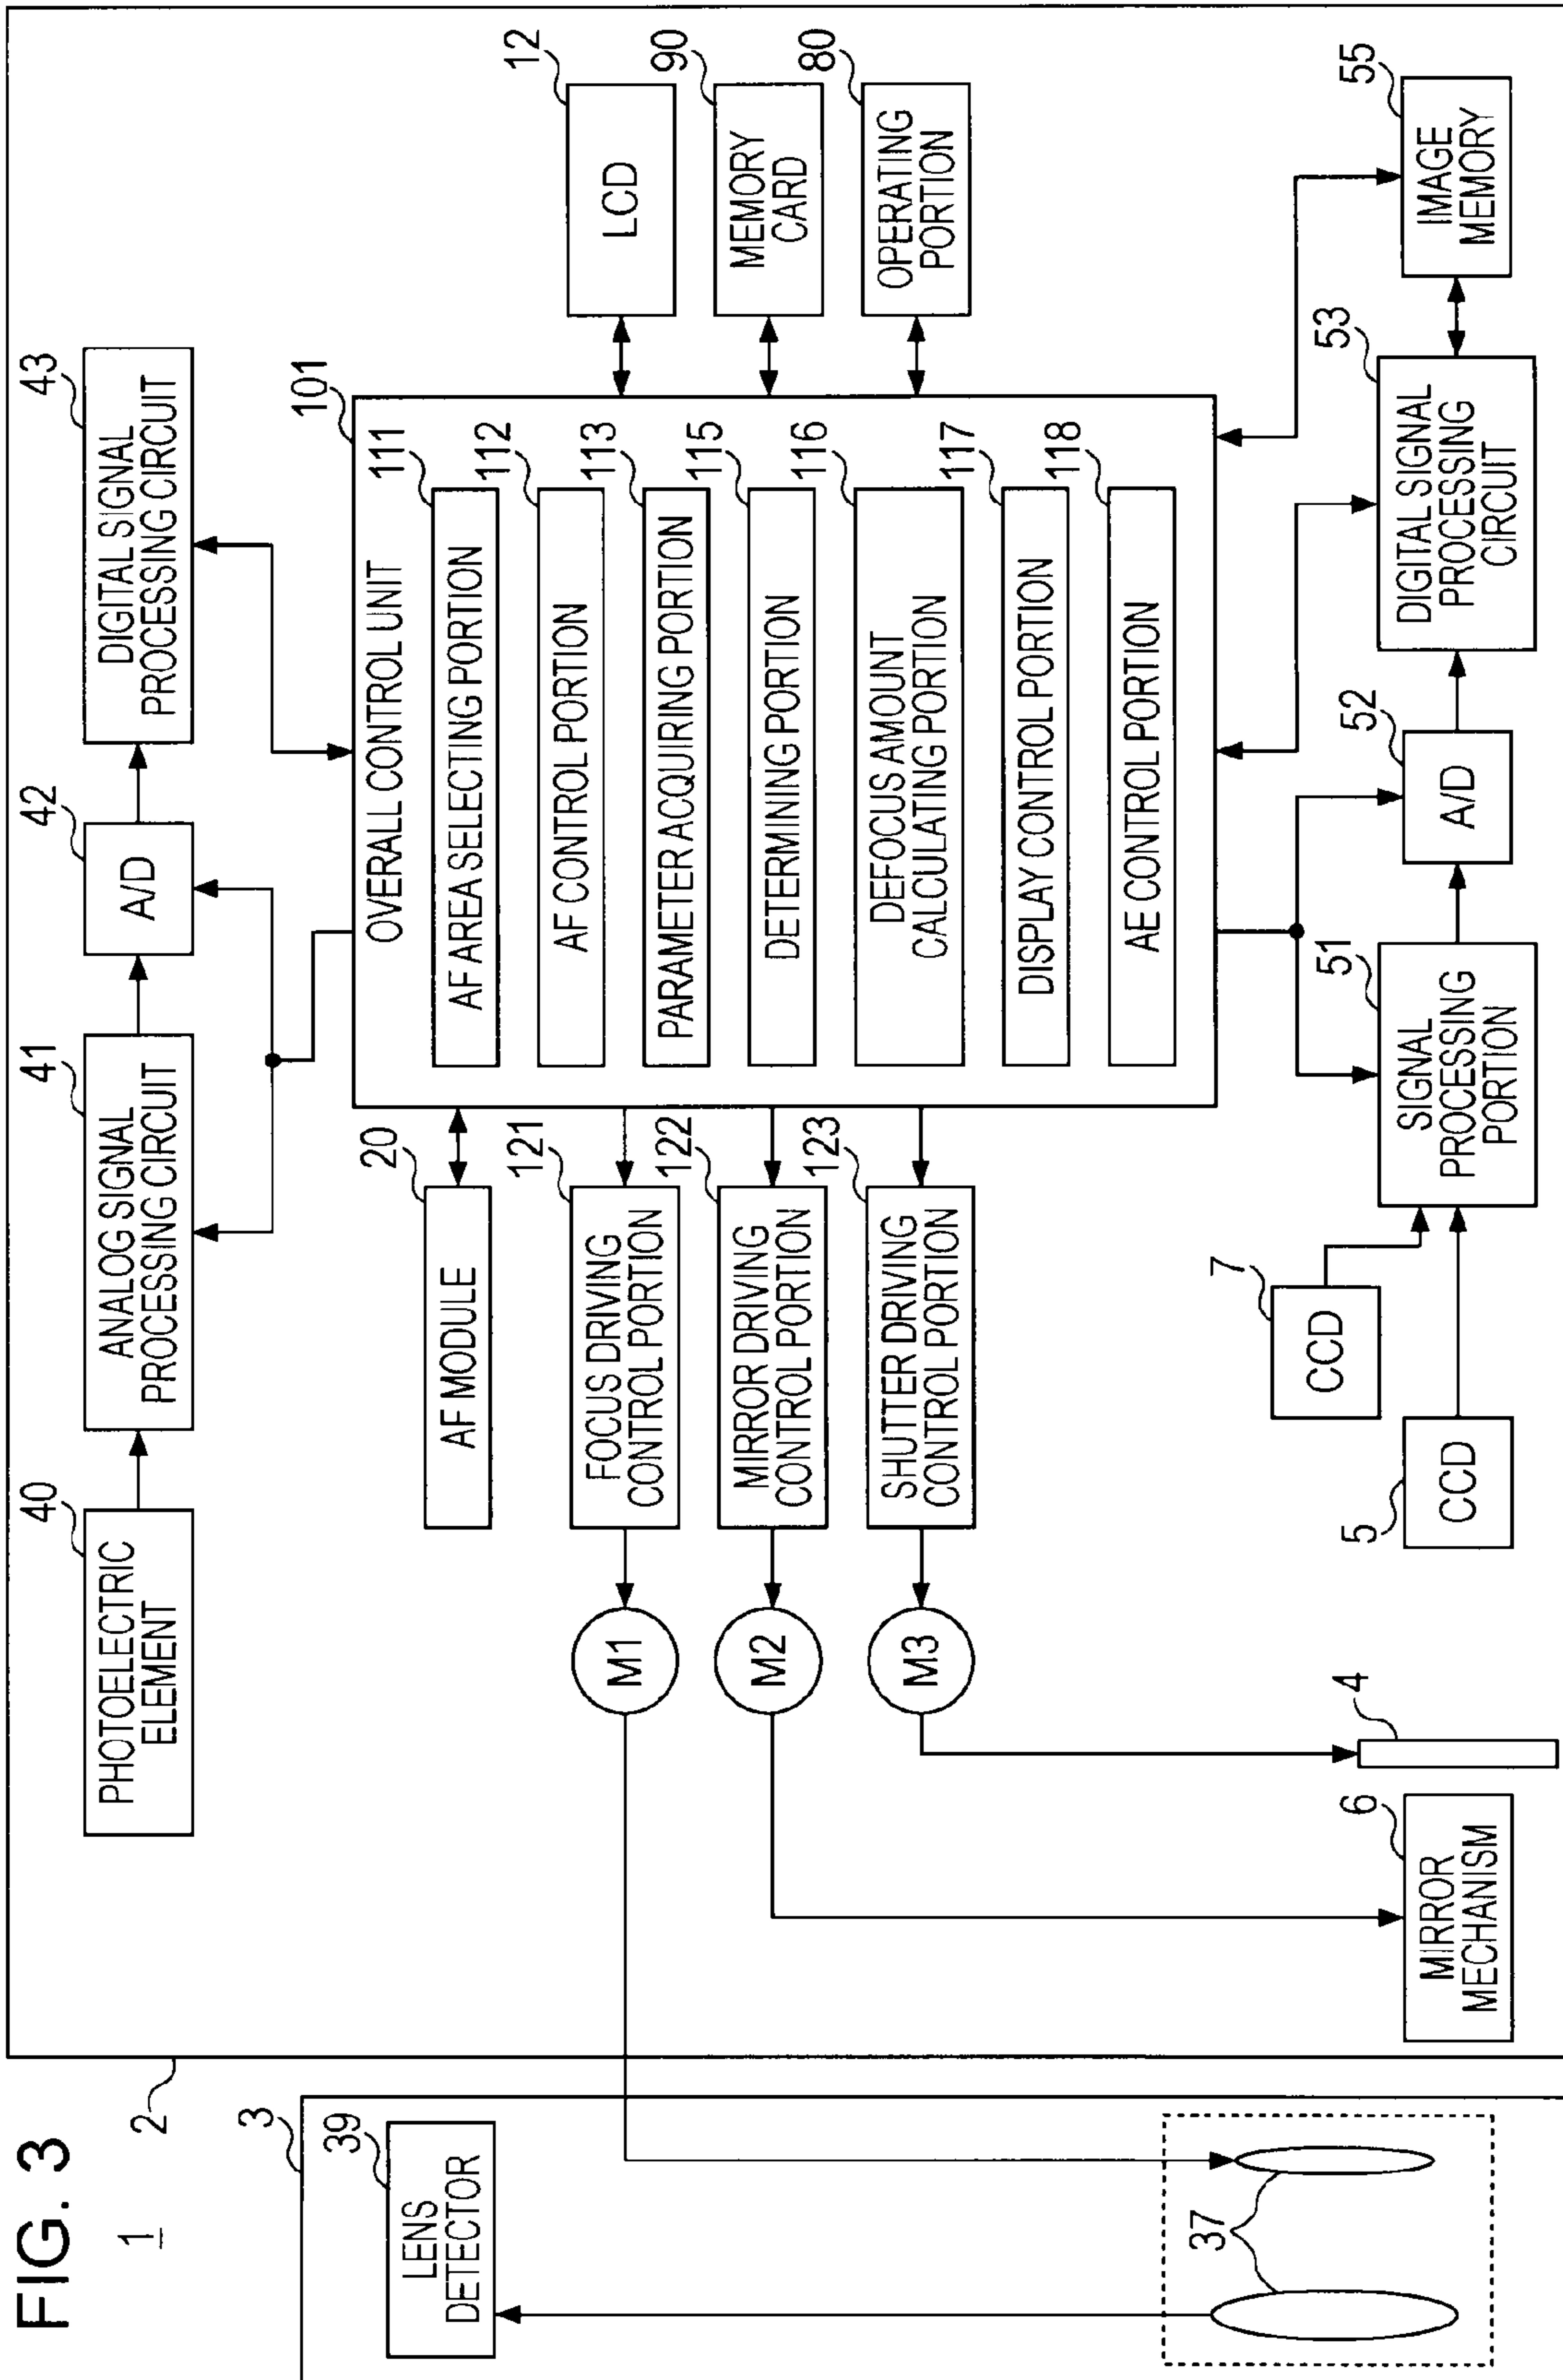 FIG. 3
1
2
3
39
LENS
DETECTOR
37
40
PHOTOELECTRIC
ELEMENT
41
ANALOG SIGNAL
PROCESSING CIRCUIT
42
A/D
43
DIGITAL SIGNAL
PROCESSING CIRCUIT
20
AF MODULE
121
FOCUS DRIVING
CONTROL PORTION
M1
122
MIRROR DRIVING
CONTROL PORTION
M2
123
SHUTTER DRIVING
CONTROL PORTION
M3
101
OVERALL CONTROL UNIT
111
AF AREA SELECTING PORTION
112
AF CONTROL PORTION
113
PARAMETER ACQUIRING PORTION
115
DETERMINING PORTION
116
DEFOCUS AMOUNT
CALCULATING PORTION
117
DISPLAY CONTROL PORTION
118
AE CONTROL PORTION
12
LCD
90
MEMORY
CARD
80
OPERATING
PORTION
6
MIRROR
MECHANISM
4
5
CCD
7
CCD
51
SIGNAL
PROCESSING
PORTION
52
A/D
53
DIGITAL SIGNAL
PROCESSING
CIRCUIT
55
IMAGE
MEMORY